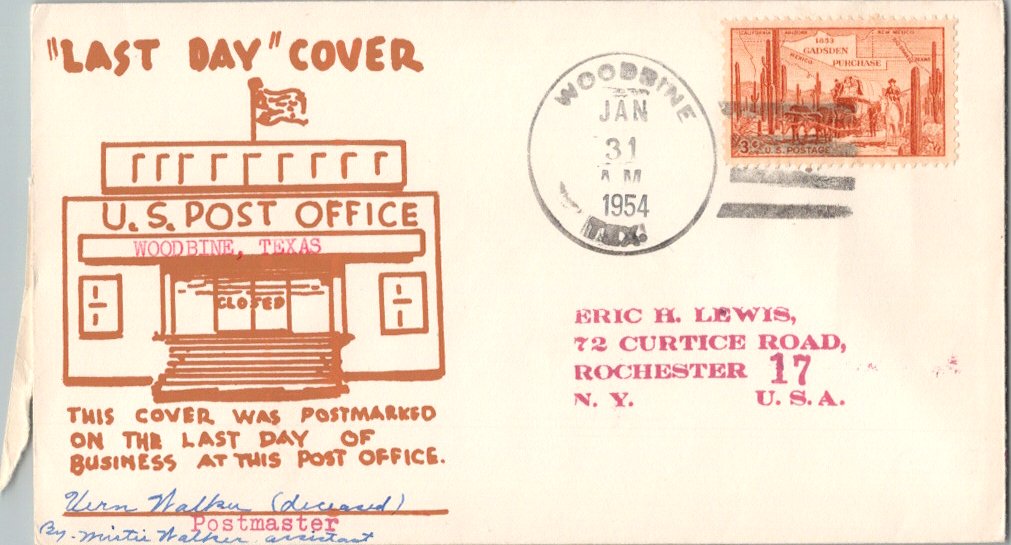 "LAST DAY" COVER
U.S. POST OFFICE
WOODBINE, TEXAS
CLOSED
THIS COVER WAS POSTMARKED
ON THE LAST DAY OF
BUSINESS AT THIS POST OFFICE.
Vern Walker (deceased)
Postmaster
By - Mistie Walker assistant
WOODBINE
JAN
31
A M
1954
TEX.
CALIFORNIA ARIZONA NEW MEXICO
1853
GADSDEN
PURCHASE
MEXICO
TEXAS
3¢ U.S. POSTAGE
ERIC H. LEWIS,
72 CURTICE ROAD,
ROCHESTER 17
N. Y. U. S. A.